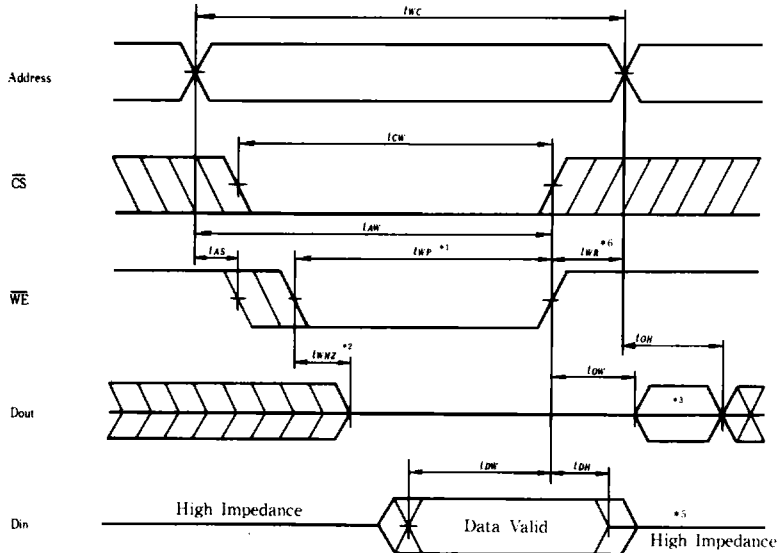 tWC
Address
tCW
CS
tAW
tAS
tWP *1
tWR *6
WE
tWHZ *2
tOH
tOW
Dout
*3
tDW
tDH
High Impedance
Din
Data Valid
*5
High Impedance